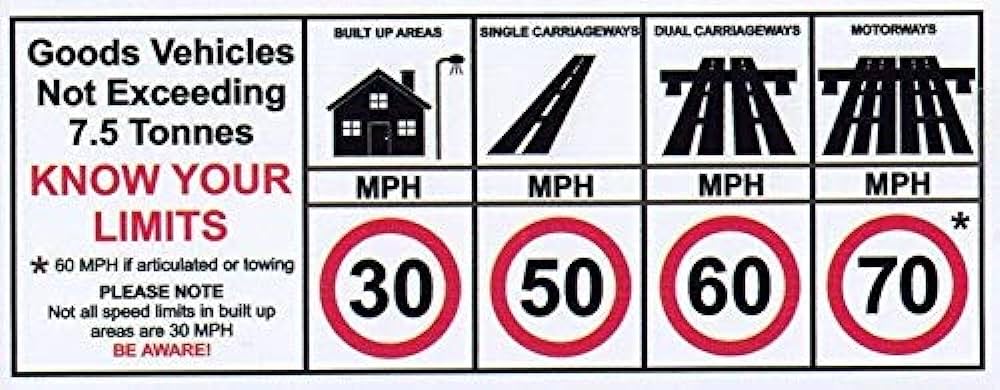 Goods Vehicles
Not Exceeding
7.5 Tonnes
KNOW YOUR
LIMITS
* 60 MPH if articulated or towing
PLEASE NOTE
Not all speed limits in built up
areas are 30 MPH
BE AWARE!
BUILT UP AREAS
MPH
30
SINGLE CARRIAGEWAYS
MPH
50
DUAL CARRIAGEWAYS
MPH
60
MOTORWAYS
MPH
70 *